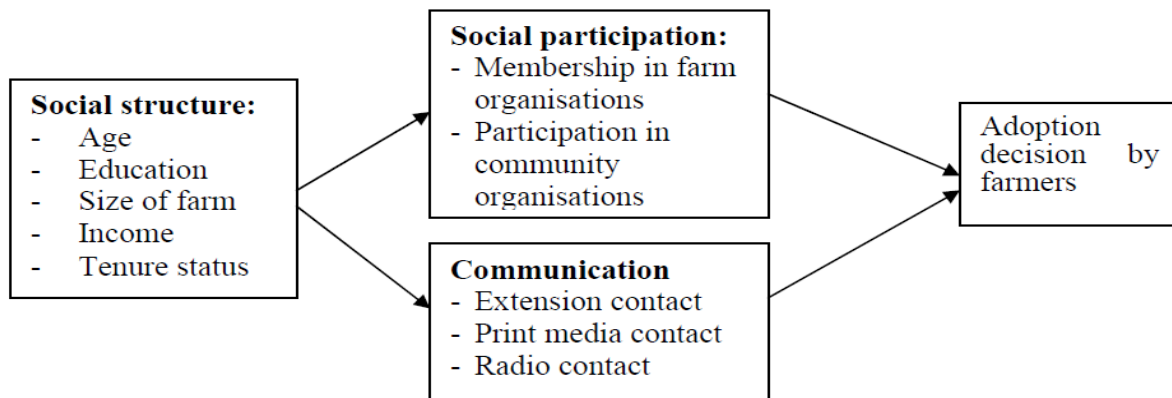 Social structure:
- Age
- Education
- Size of farm
- Income
- Tenure status
Social participation:
- Membership in farm
organisations
- Participation in
community
organisations
Communication
- Extension contact
- Print media contact
- Radio contact
Adoption
decision by
farmers